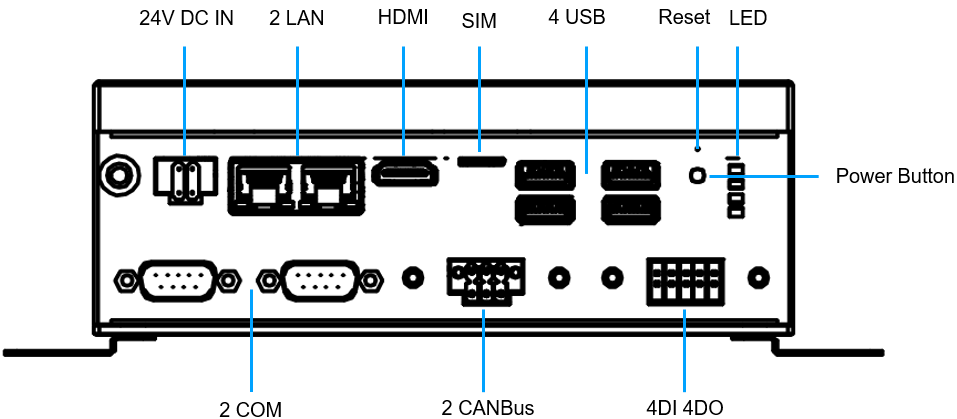 24V DC IN
2 LAN
HDMI
SIM
4 USB
Reset
LED
Power Button
2 COM
2 CANBus
4DI 4DO